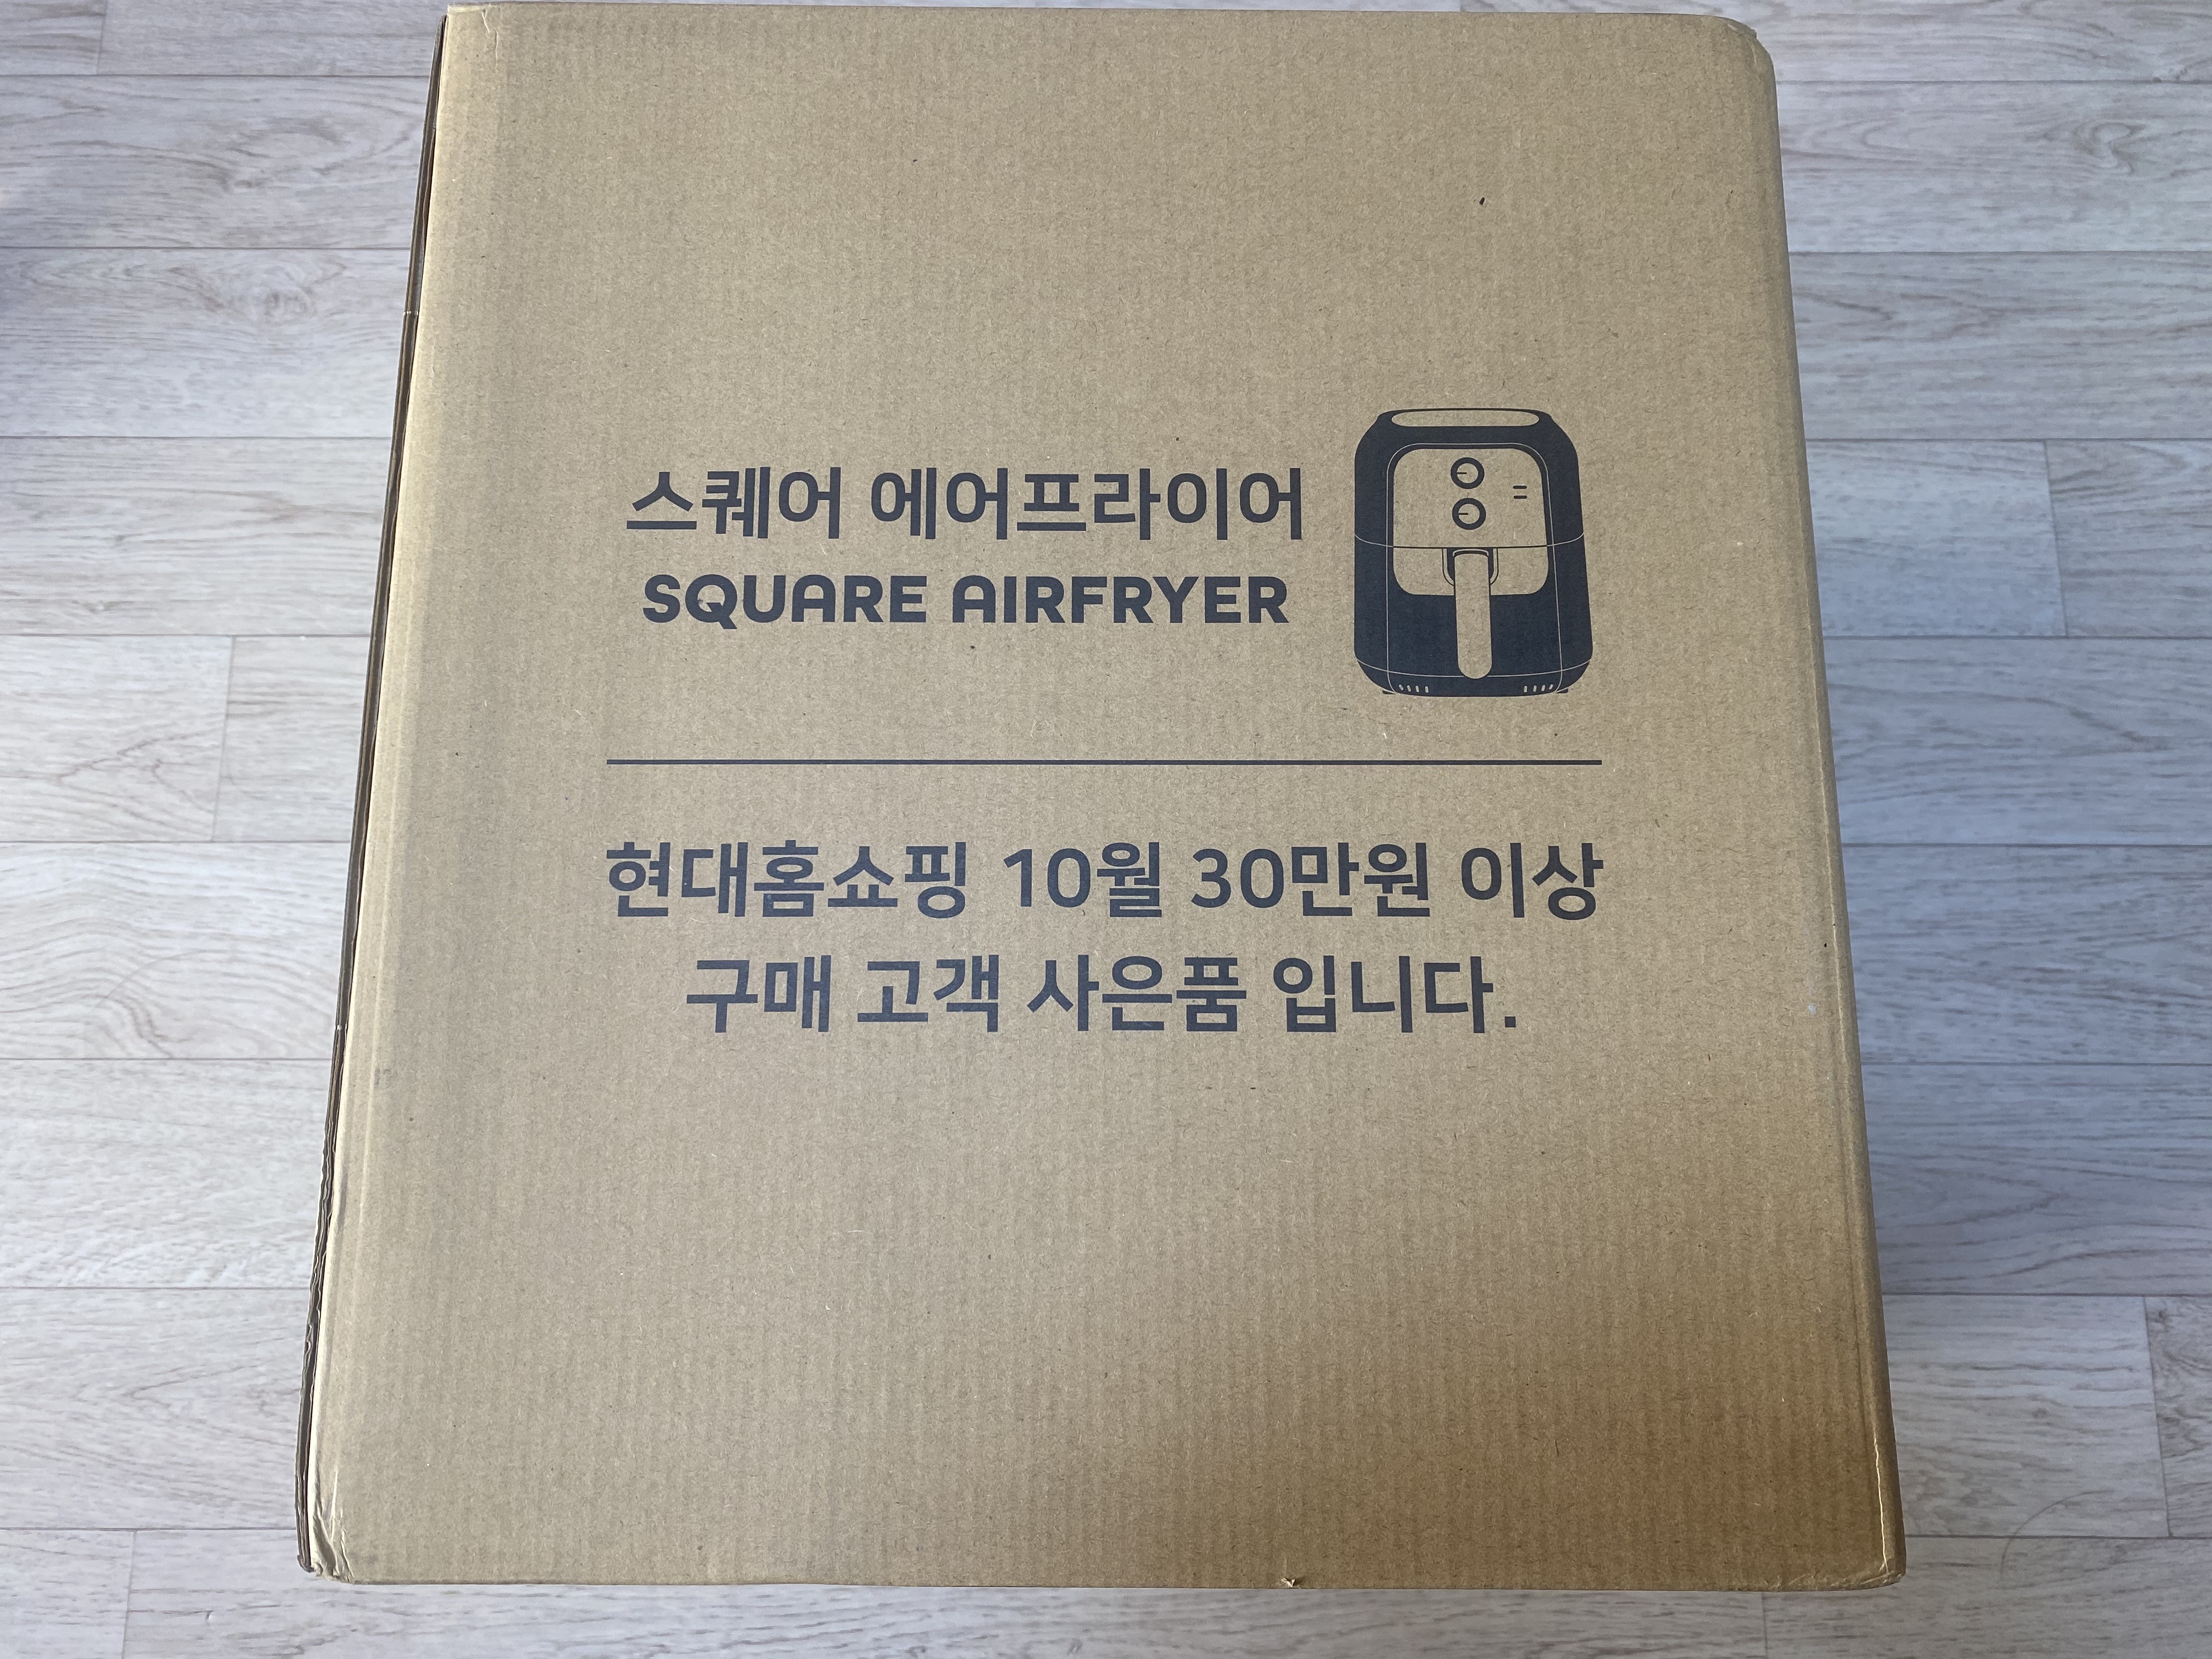 스퀘어 에어프라이어
SQUARE AIRFRYER
현대홈쇼핑 10월 30만원 이상
구매 고객 사은품 입니다.